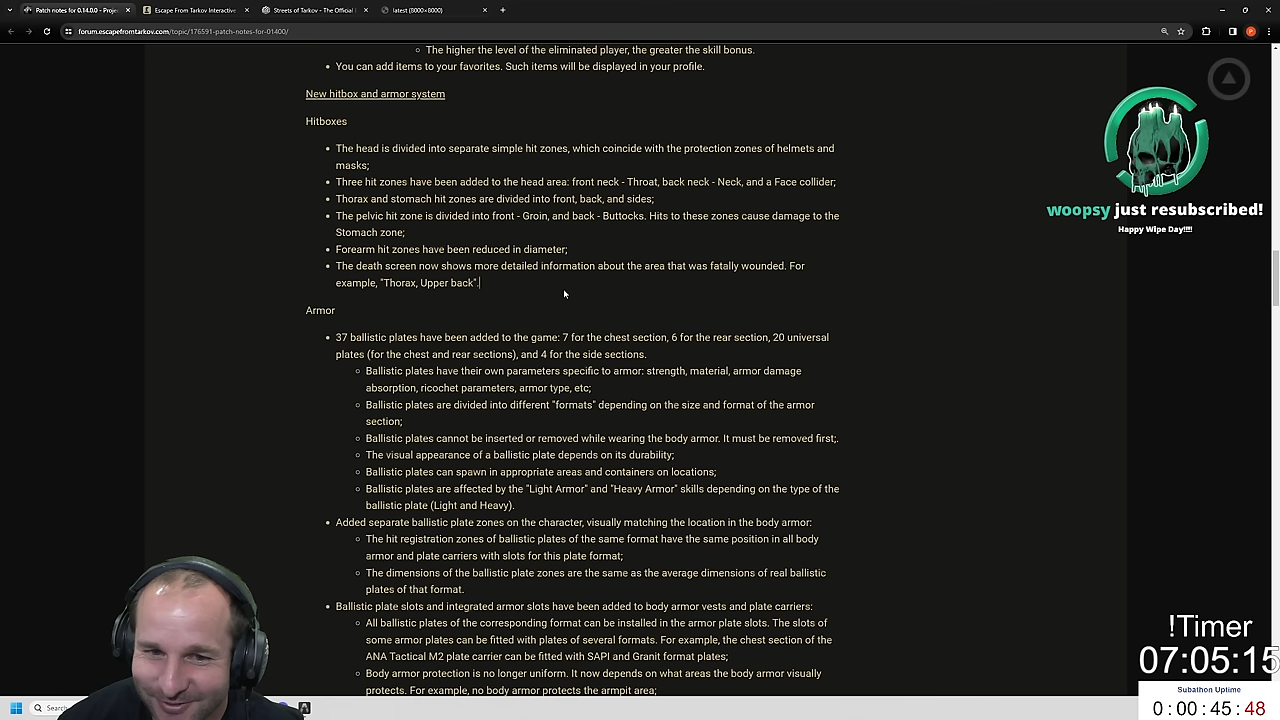 Patch notes for 0.14.0.0 - Proje
Escape From Tarkov Interactive
Streets of Tarkov - The Official
latest (8000×8000)
forum.escapefromtarkov.com/topic/176591-patch-notes-for-01400/
The higher the level of the eliminated player, the greater the skill bonus.
You can add items to your favorites. Such items will be displayed in your profile.
New hitbox and armor system
Hitboxes
The head is divided into separate simple hit zones, which coincide with the protection zones of helmets and
masks;
Three hit zones have been added to the head area: front neck - Throat, back neck - Neck, and a Face collider;
Thorax and stomach hit zones are divided into front, back, and sides;
The pelvic hit zone is divided into front - Groin, and back - Buttocks. Hits to these zones cause damage to the
Stomach zone;
Forearm hit zones have been reduced in diameter;
The death screen now shows more detailed information about the area that was fatally wounded. For
example, "Thorax, Upper back".
Armor
37 ballistic plates have been added to the game: 7 for the chest section, 6 for the rear section, 20 universal
plates (for the chest and rear sections), and 4 for the side sections.
Ballistic plates have their own parameters specific to armor: strength, material, armor damage
absorption, ricochet parameters, armor type, etc;
Ballistic plates are divided into different "formats" depending on the size and format of the armor
section;
Ballistic plates cannot be inserted or removed while wearing the body armor. It must be removed first;.
The visual appearance of a ballistic plate depends on its durability;
Ballistic plates can spawn in appropriate areas and containers on locations;
Ballistic plates are affected by the "Light Armor" and "Heavy Armor" skills depending on the type of the
ballistic plate (Light and Heavy).
Added separate ballistic plate zones on the character, visually matching the location in the body armor:
The hit registration zones of ballistic plates of the same format have the same position in all body
armor and plate carriers with slots for this plate format;
The dimensions of the ballistic plate zones are the same as the average dimensions of real ballistic
plates of that format.
Ballistic plate slots and integrated armor slots have been added to body armor vests and plate carriers:
All ballistic plates of the corresponding format can be installed in the armor plate slots. The slots of
some armor plates can be fitted with plates of several formats. For example, the chest section of the
ANA Tactical M2 plate carrier can be fitted with SAPI and Granit format plates;
Body armor protection is no longer uniform. It now depends on what areas the body armor visually
protects. For example, no body armor protects the armpit area;
woopsy just resubscribed!
Happy Wipe Day!!!!
!Timer
07:05:15
Subathon Uptime
0:00:45:48
Search